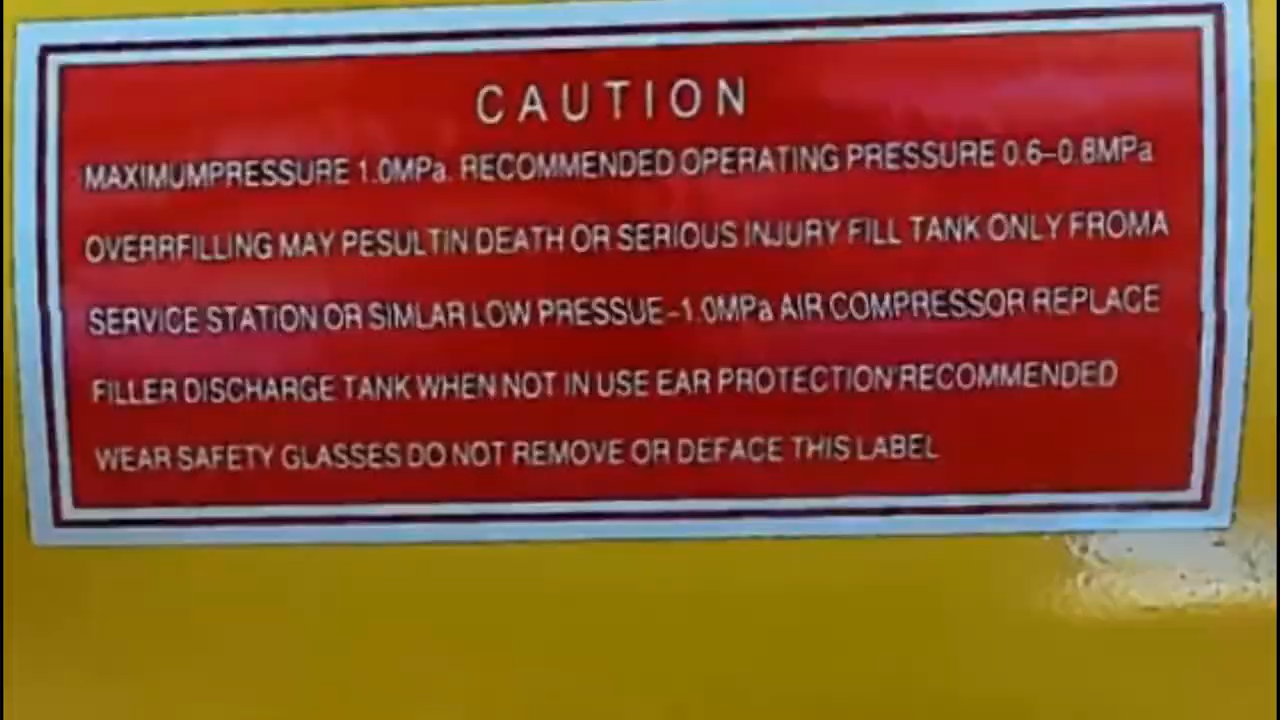 CAUTION
MAXIMUMPRESSURE 1.0MPa. RECOMMENDED OPERATING PRESSURE 0.6-0.8MPa
OVERRFILLING MAY PESULTIN DEATH OR SERIOUS INJURY FILL TANK ONLY FROMA
SERVICE STATION OR SIMLAR LOW PRESSUE-1.0MPa AIR COMPRESSOR REPLACE
FILLER DISCHARGE TANK WHEN NOT IN USE EAR PROTECTION RECOMMENDED
WEAR SAFETY GLASSES DO NOT REMOVE OR DEFACE THIS LABEL